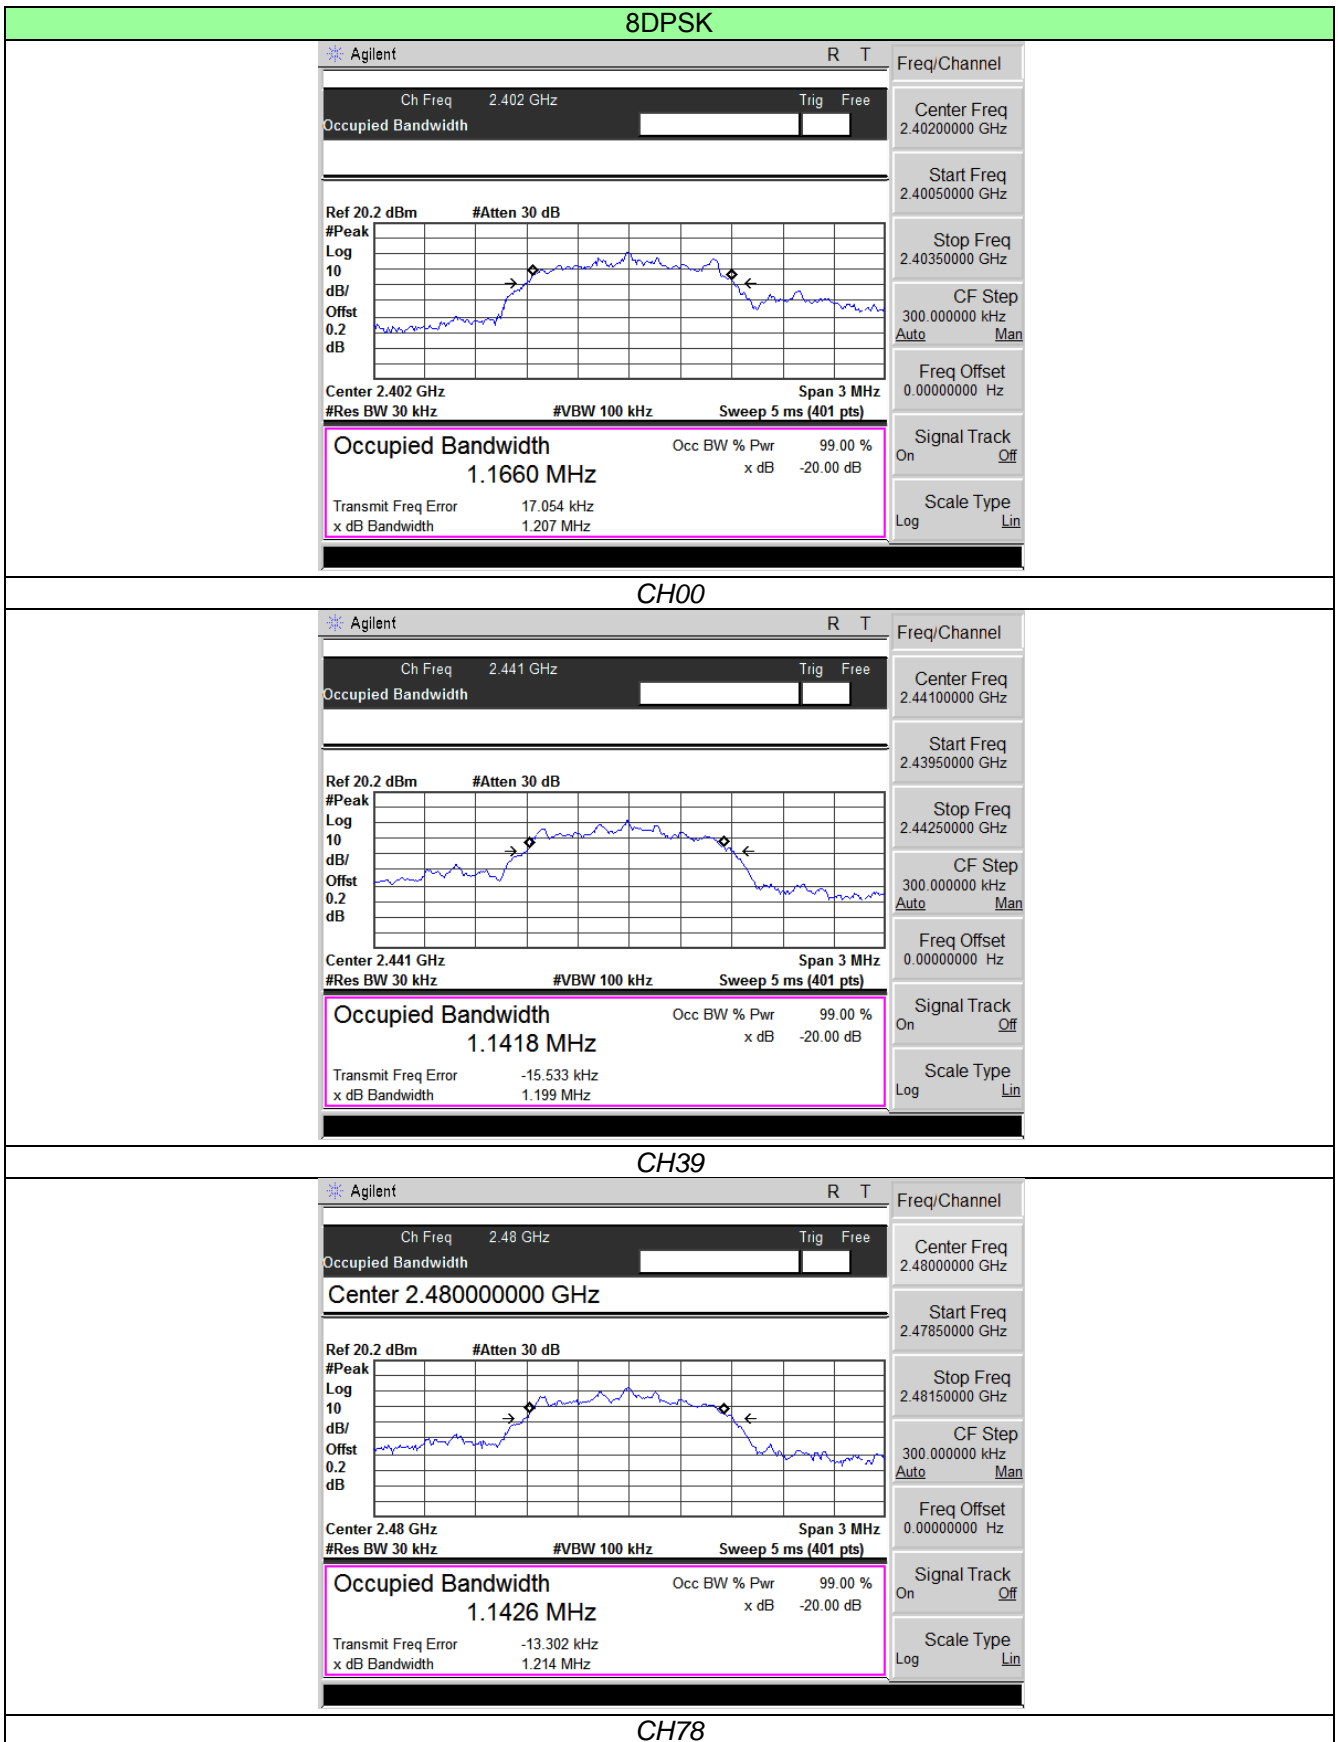 8DPSK
Agilent R T
Freq/Channel
Ch Freq 2.402 GHz Trig Free
Occupied Bandwidth
Center Freq
2.40200000 GHz
Start Freq
2.40050000 GHz
Stop Freq
2.40350000 GHz
CF Step
300.000000 kHz
Auto Man
Freq Offset
0.00000000 Hz
Signal Track
On Off
Scale Type
Log Lin
Ref 20.2 dBm #Atten 30 dB
#Peak
Log
10
dB/
Offst
0.2
dB
Center 2.402 GHz Span 3 MHz
#Res BW 30 kHz #VBW 100 kHz Sweep 5 ms (401 pts)
Occupied Bandwidth Occ BW % Pwr 99.00 %
1.1660 MHz x dB -20.00 dB
Transmit Freq Error 17.054 kHz
x dB Bandwidth 1.207 MHz
CH00
Agilent R T
Freq/Channel
Ch Freq 2.441 GHz Trig Free
Occupied Bandwidth
Center Freq
2.44100000 GHz
Start Freq
2.43950000 GHz
Stop Freq
2.44250000 GHz
CF Step
300.000000 kHz
Auto Man
Freq Offset
0.00000000 Hz
Signal Track
On Off
Scale Type
Log Lin
Ref 20.2 dBm #Atten 30 dB
#Peak
Log
10
dB/
Offst
0.2
dB
Center 2.441 GHz Span 3 MHz
#Res BW 30 kHz #VBW 100 kHz Sweep 5 ms (401 pts)
Occupied Bandwidth Occ BW % Pwr 99.00 %
1.1418 MHz x dB -20.00 dB
Transmit Freq Error -15.533 kHz
x dB Bandwidth 1.199 MHz
CH39
Agilent R T
Freq/Channel
Ch Freq 2.48 GHz Trig Free
Occupied Bandwidth
Center 2.480000000 GHz
Center Freq
2.48000000 GHz
Start Freq
2.47850000 GHz
Stop Freq
2.48150000 GHz
CF Step
300.000000 kHz
Auto Man
Freq Offset
0.00000000 Hz
Signal Track
On Off
Scale Type
Log Lin
Ref 20.2 dBm #Atten 30 dB
#Peak
Log
10
dB/
Offst
0.2
dB
Center 2.48 GHz Span 3 MHz
#Res BW 30 kHz #VBW 100 kHz Sweep 5 ms (401 pts)
Occupied Bandwidth Occ BW % Pwr 99.00 %
1.1426 MHz x dB -20.00 dB
Transmit Freq Error -13.302 kHz
x dB Bandwidth 1.214 MHz
CH78